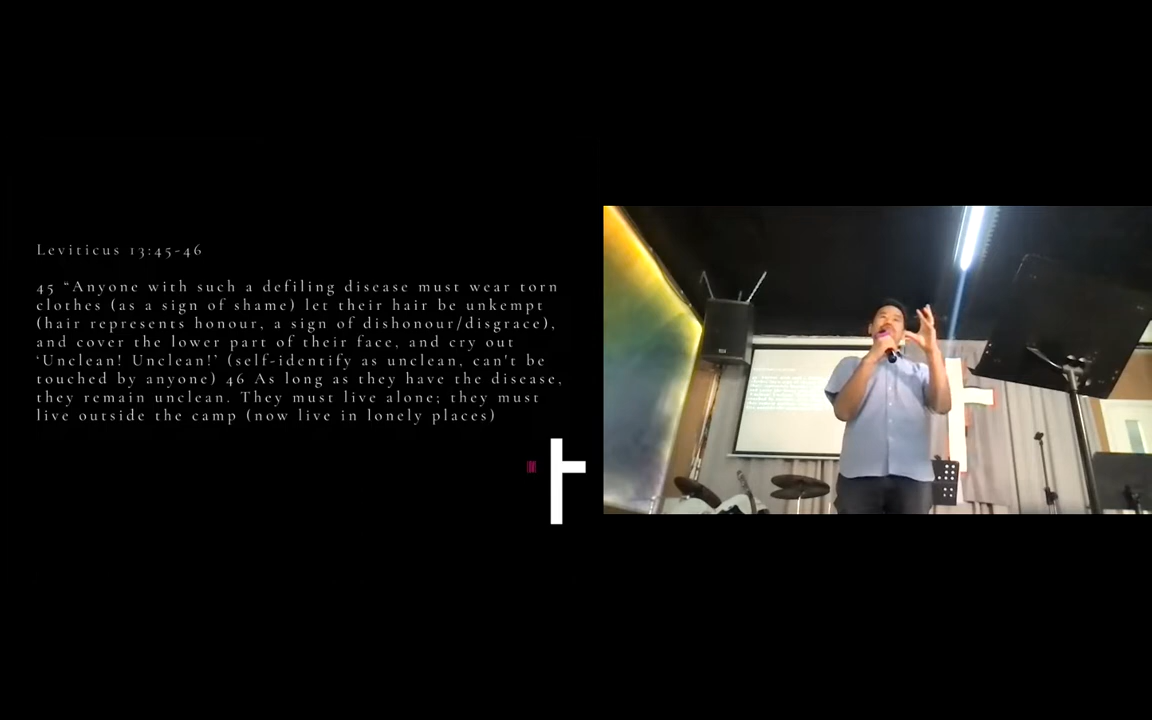 Leviticus 13:45-46
45 “Anyone with such a defiling disease must wear torn
clothes (as a sign of shame) let their hair be unkempt
(hair represents honour, a sign of dishonour/disgrace),
and cover the lower part of their face, and cry out
‘Unclean! Unclean!’ (self-identify as unclean, can't be
touched by anyone) 46 As long as they have the disease,
they remain unclean. They must live alone; they must
live outside the camp (now live in lonely places)